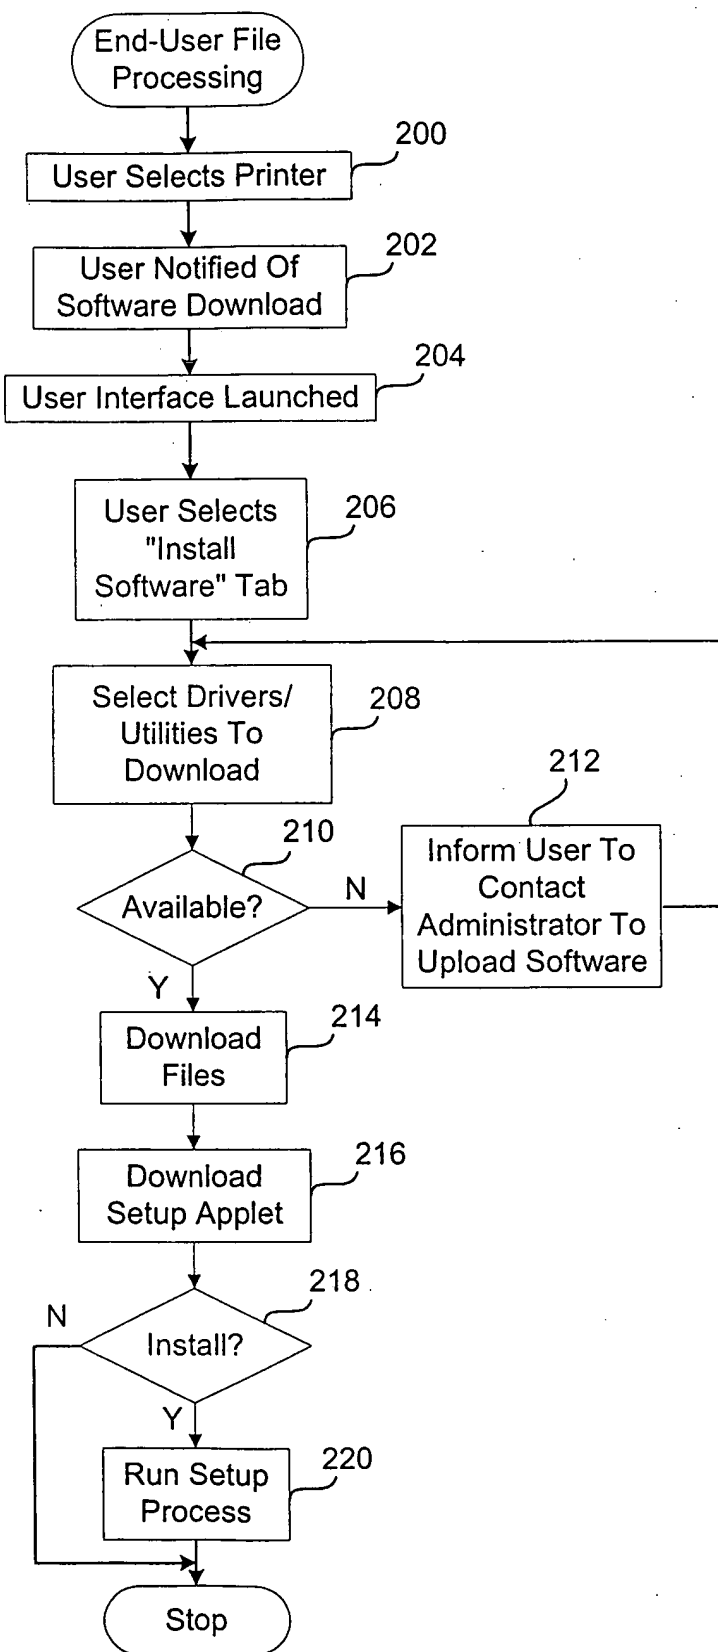 End-User File
Processing
200
User Selects Printer
202
User Notified Of
Software Download
204
User Interface Launched
206
User Selects
"Install
Software" Tab
208
Select Drivers/
Utilities To
Download
210
Available?
N
212
Inform User To
Contact
Administrator To
Upload Software
Y
214
Download
Files
216
Download
Setup Applet
218
N
Install?
Y
220
Run Setup
Process
Stop